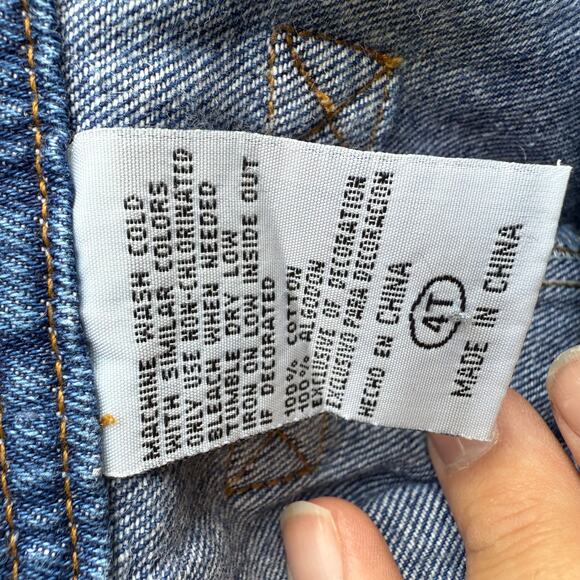 MACHINE WASH COLD
WITH SIMILAR COLORS
ONLY USE NON-CHLORINATED
BLEACH WHEN NEEDED
TUMBLE DRY LOW
IRON ON LOW INSIDE OUT
IF DECORATED
100% COTTON
100% ALGODON
EXCLUSIVE OF DECORATION
EXCLUSIVO PARA DECORACION
HECHO EN CHINA
4T
MADE IN CHINA